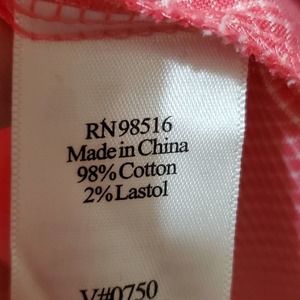 RN98516
Made in China
98% Cotton
2% Lastol
V#0750